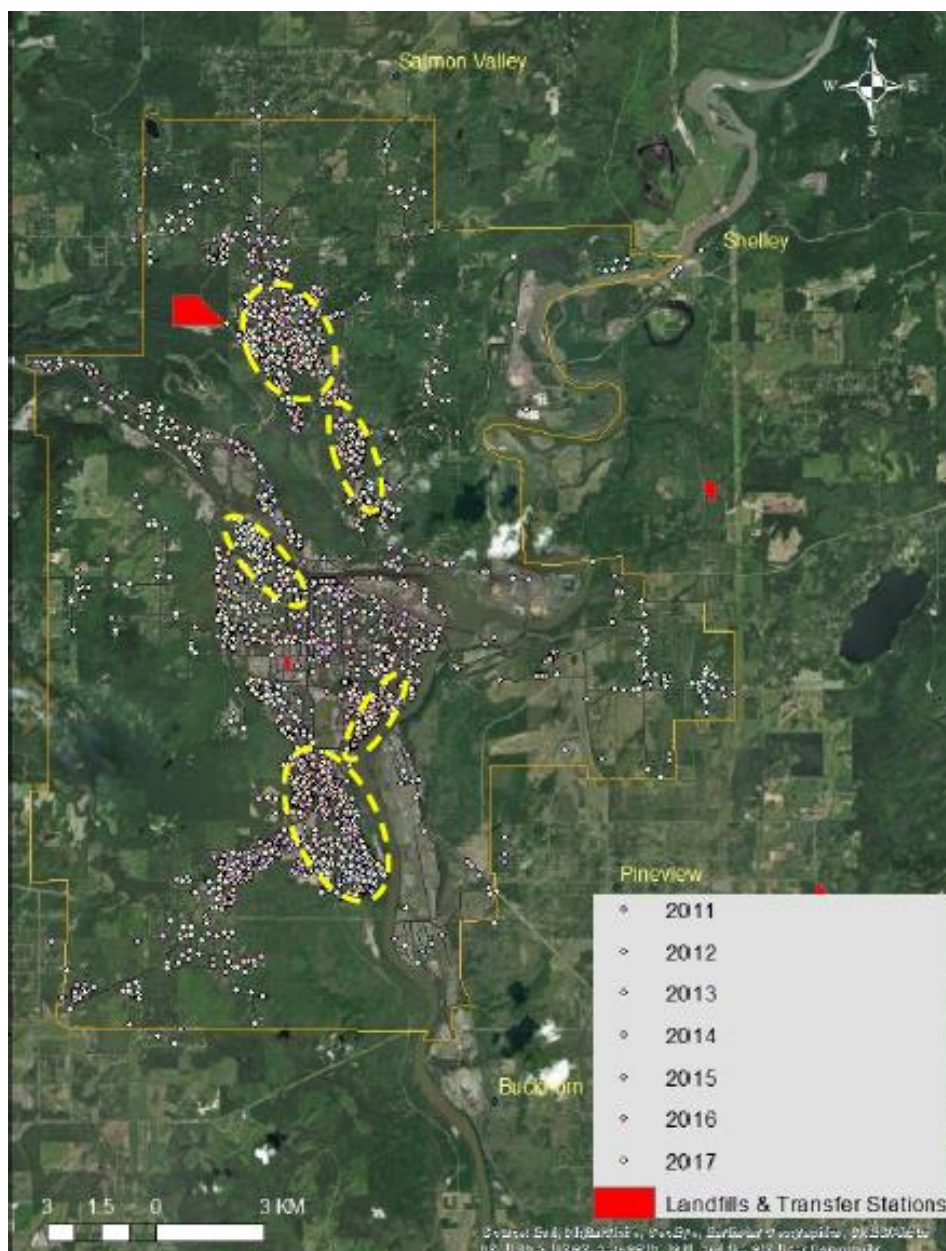 Salmon Valley
N
W E
S
Shelley
Pineview
2011
2012
2013
2014
2015
2016
2017
Buckhorn
Landfills & Transfer Stations
3 1.5 0 3 KM